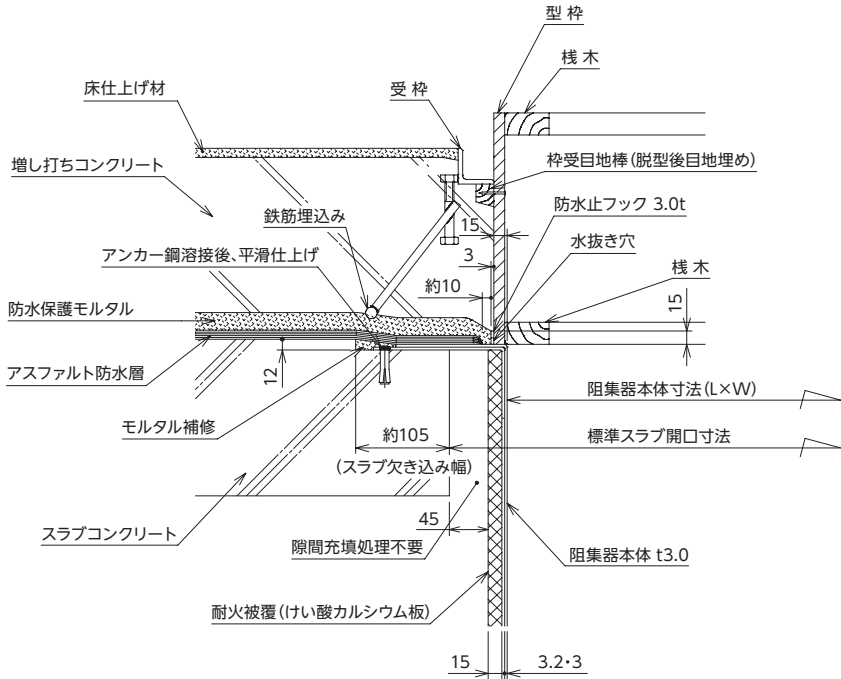 型 枠
桟 木
床仕上げ材
受 枠
増し打ちコンクリート
枠受目地棒(脱型後目地埋め)
鉄筋埋込み
防水止フック 3.0t
15
水抜き穴
アンカー鋼溶接後、平滑仕上げ
3
桟 木
約10
15
防水保護モルタル
アスファルト防水層
12
阻集器本体寸法(L×W)
モルタル補修
約105
標準スラブ開口寸法
(スラブ欠き込み幅)
スラブコンクリート
45
隙間充填処理不要
阻集器本体 t3.0
耐火被覆(けい酸カルシウム板)
15
3.2・3